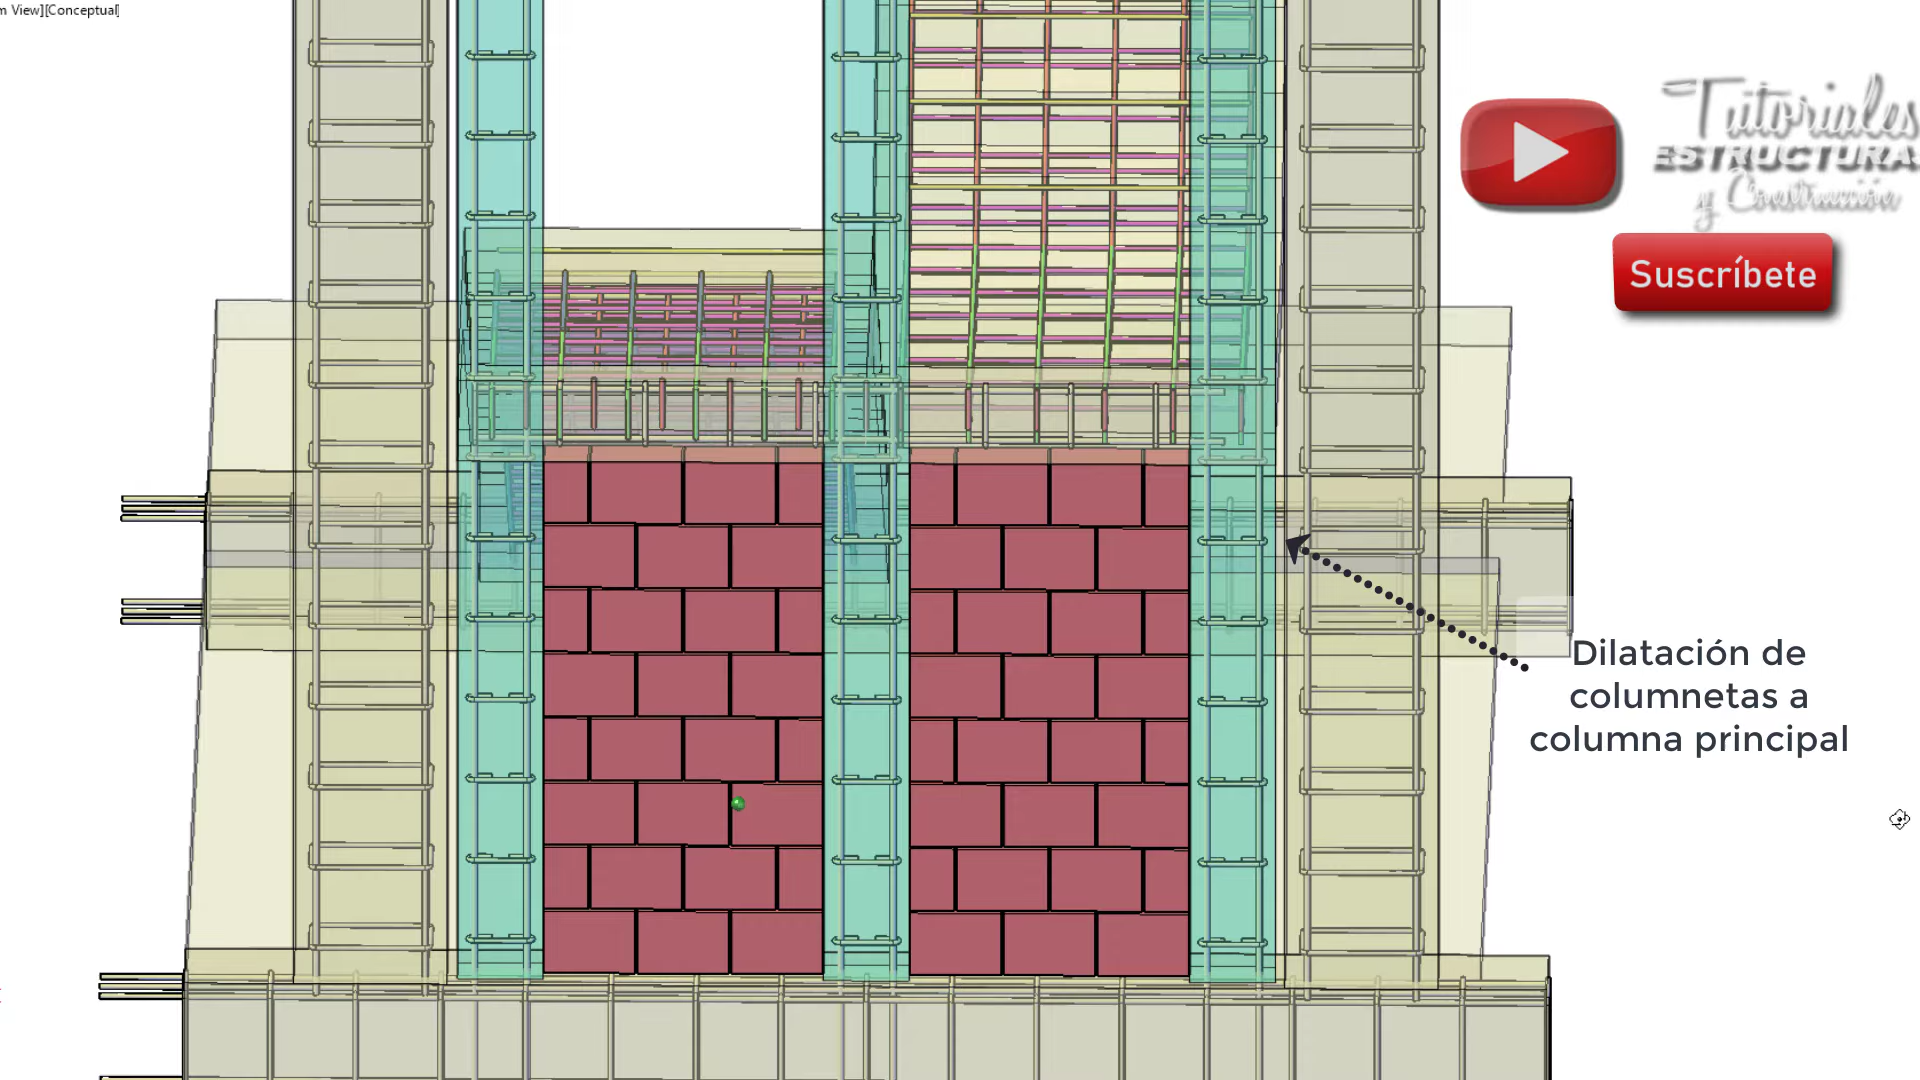 m View][Conceptual]
Tutoriales
ESTRUCTURA
y Construcción
Suscríbete
Dilatación de
columnetas a
columna principal